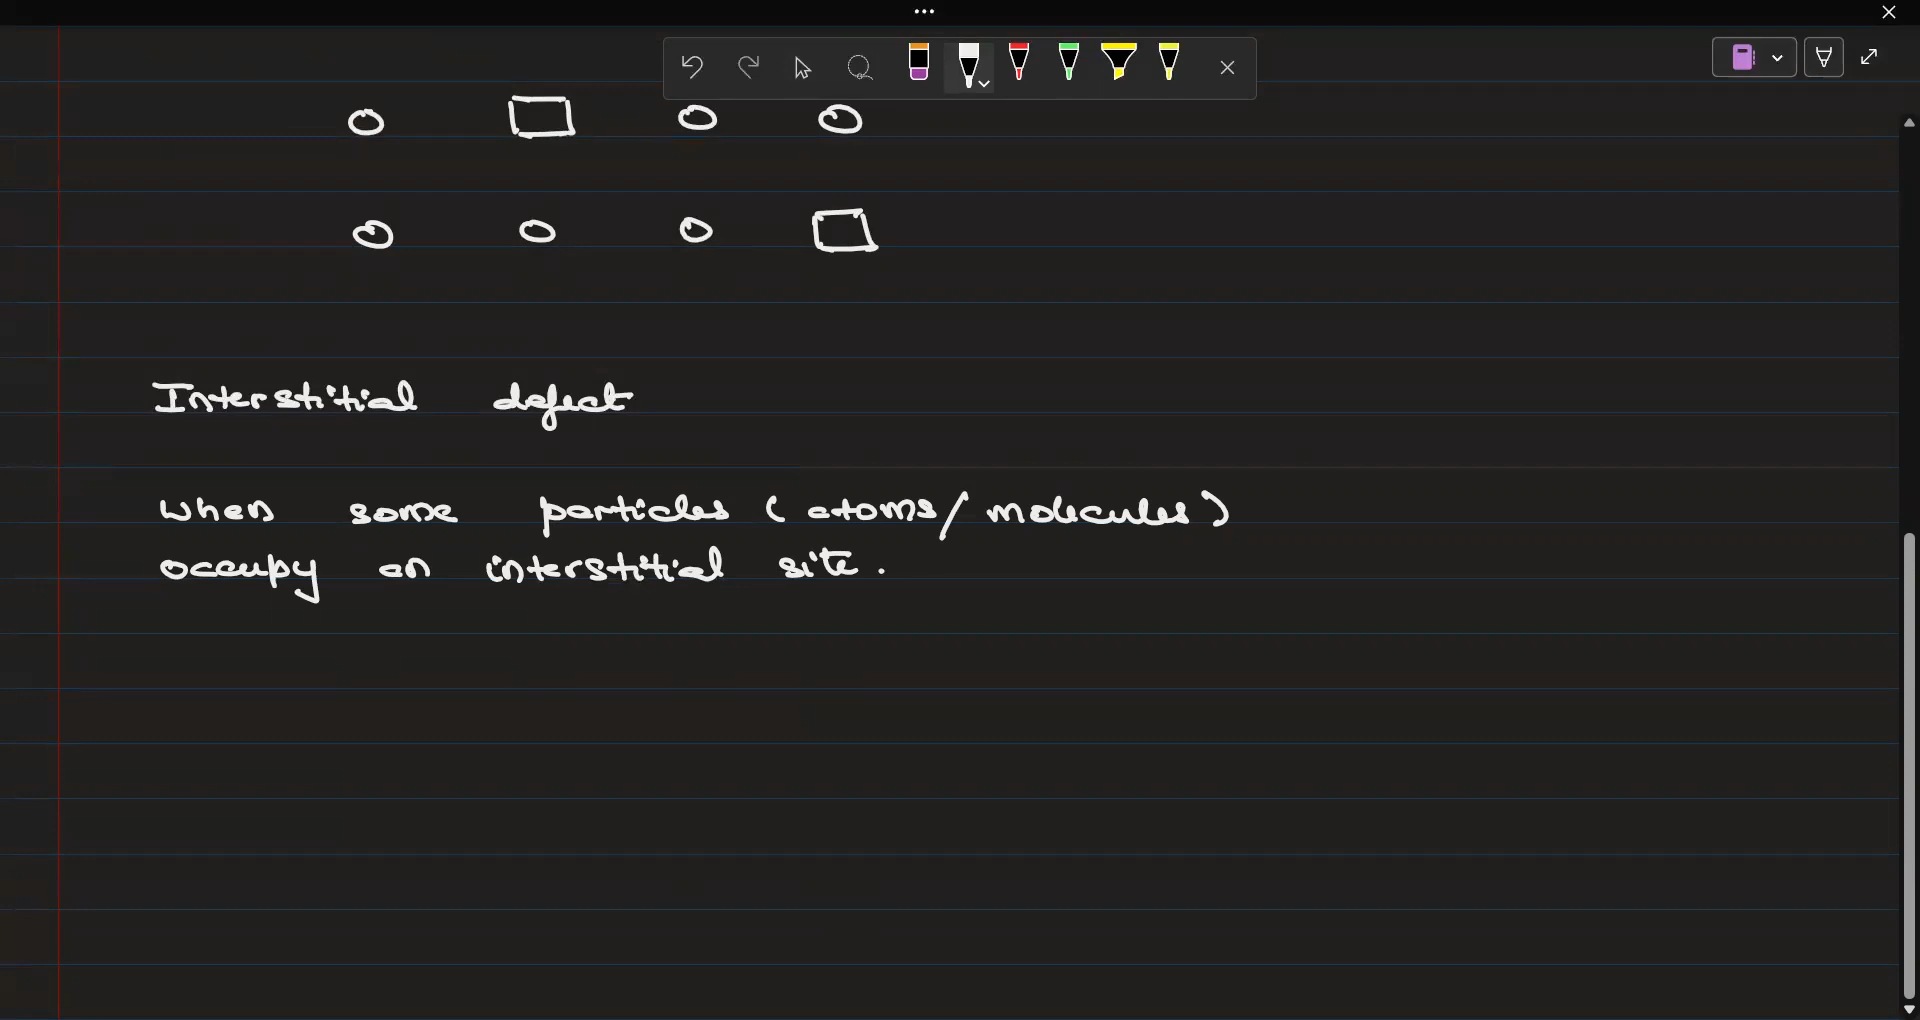 Interstitial defect
When some particles (atoms/molecules)
occupy an interstitial site.